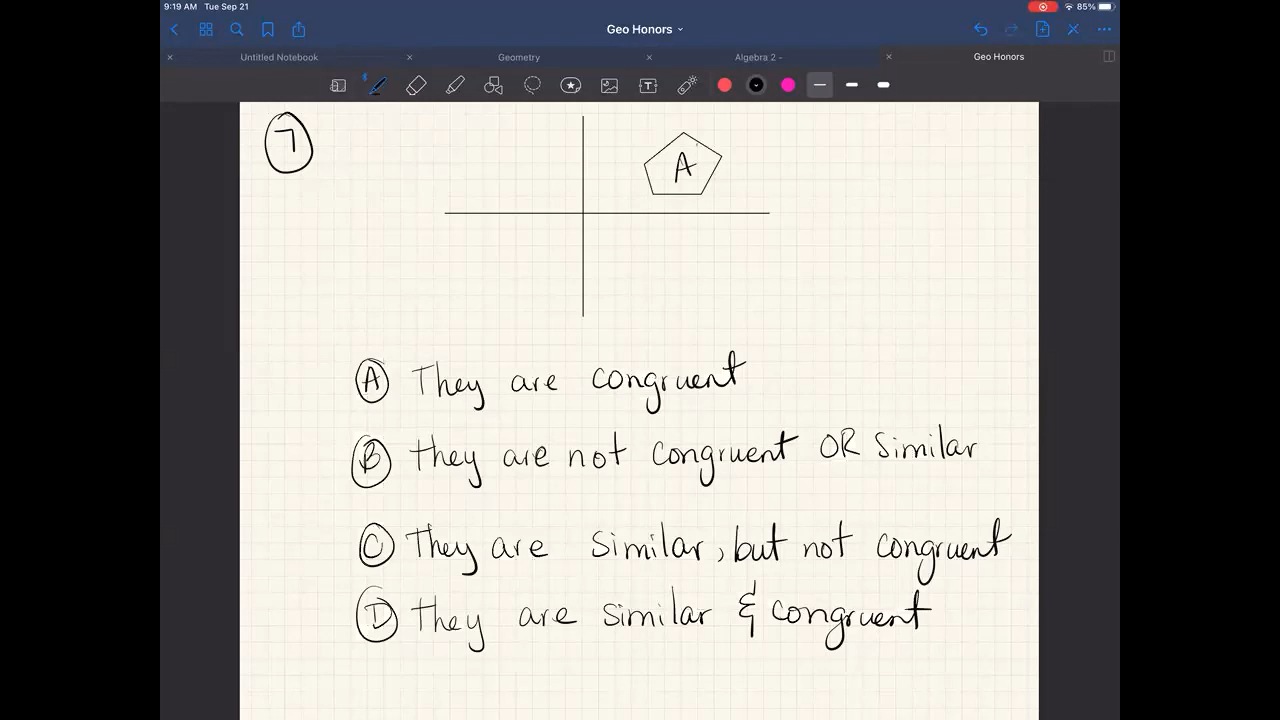 9:19 AM Tue Sep 21
85%
Geo Honors
Untitled Notebook
Geometry
Algebra 2 -
Geo Honors
T
7
A
A They are congruent
B They are not congruent OR similar
C They are similar, but not congruent
D They are similar & congruent